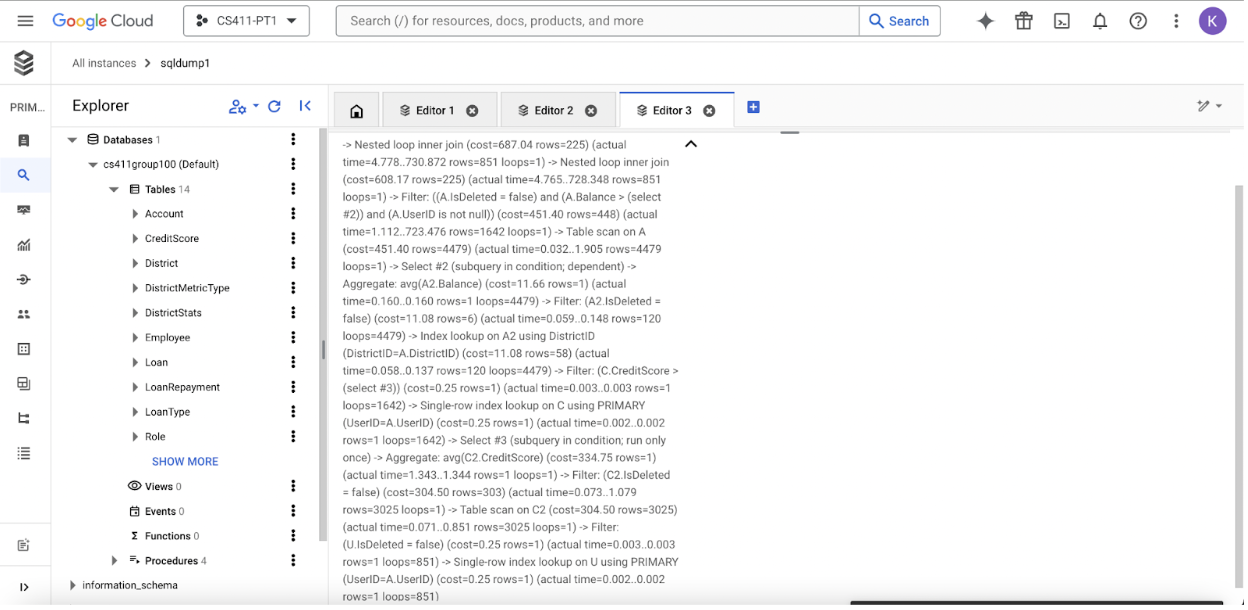 Google Cloud
CS411-PT1
Search (/) for resources, docs, products, and more
Search
K
All instances
sqldump1
PRIM...
Explorer
Editor 1
Editor 2
Editor 3
Databases 1
cs411group100 (Default)
Tables 14
Account
CreditScore
District
DistrictMetricType
DistrictStats
Employee
Loan
LoanRepayment
LoanType
Role
SHOW MORE
Views 0
Events 0
Functions 0
Procedures 4
information_schema
-> Nested loop inner join (cost=687.04 rows=225) (actual
time=4.778..730.872 rows=851 loops=1) -> Nested loop inner join
(cost=608.17 rows=225) (actual time=4.765..728.348 rows=851
loops=1) -> Filter: ((A.IsDeleted = false) and (A.Balance > (select
#2)) and (A.UserID is not null)) (cost=451.40 rows=448) (actual
time=1.112..723.476 rows=1642 loops=1) -> Table scan on A
(cost=451.40 rows=4479) (actual time=0.032..1.905 rows=4479
loops=1) -> Select #2 (subquery in condition; dependent) ->
Aggregate: avg(A2.Balance) (cost=11.66 rows=1) (actual
time=0.160..0.160 rows=1 loops=4479) -> Filter: (A2.IsDeleted =
false) (cost=11.08 rows=6) (actual time=0.059..0.148 rows=120
loops=4479) -> Index lookup on A2 using DistrictID
(DistrictID=A.DistrictID) (cost=11.08 rows=58) (actual
time=0.058..0.137 rows=120 loops=4479) -> Filter: (C.CreditScore >
(select #3)) (cost=0.25 rows=1) (actual time=0.003..0.003 rows=1
loops=1642) -> Single-row index lookup on C using PRIMARY
(UserID=A.UserID) (cost=0.25 rows=1) (actual time=0.002..0.002
rows=1 loops=1642) -> Select #3 (subquery in condition; run only
once) -> Aggregate: avg(C2.CreditScore) (cost=334.75 rows=1)
(actual time=1.343..1.344 rows=1 loops=1) -> Filter: (C2.IsDeleted
= false) (cost=304.50 rows=303) (actual time=0.073..1.079
rows=3025 loops=1) -> Table scan on C2 (cost=304.50 rows=3025)
(actual time=0.071..0.851 rows=3025 loops=1) -> Filter:
(U.IsDeleted = false) (cost=0.25 rows=1) (actual time=0.003..0.003
rows=1 loops=851) -> Single-row index lookup on U using PRIMARY
(UserID=A.UserID) (cost=0.25 rows=1) (actual time=0.002..0.002
rows=1 loops=851)